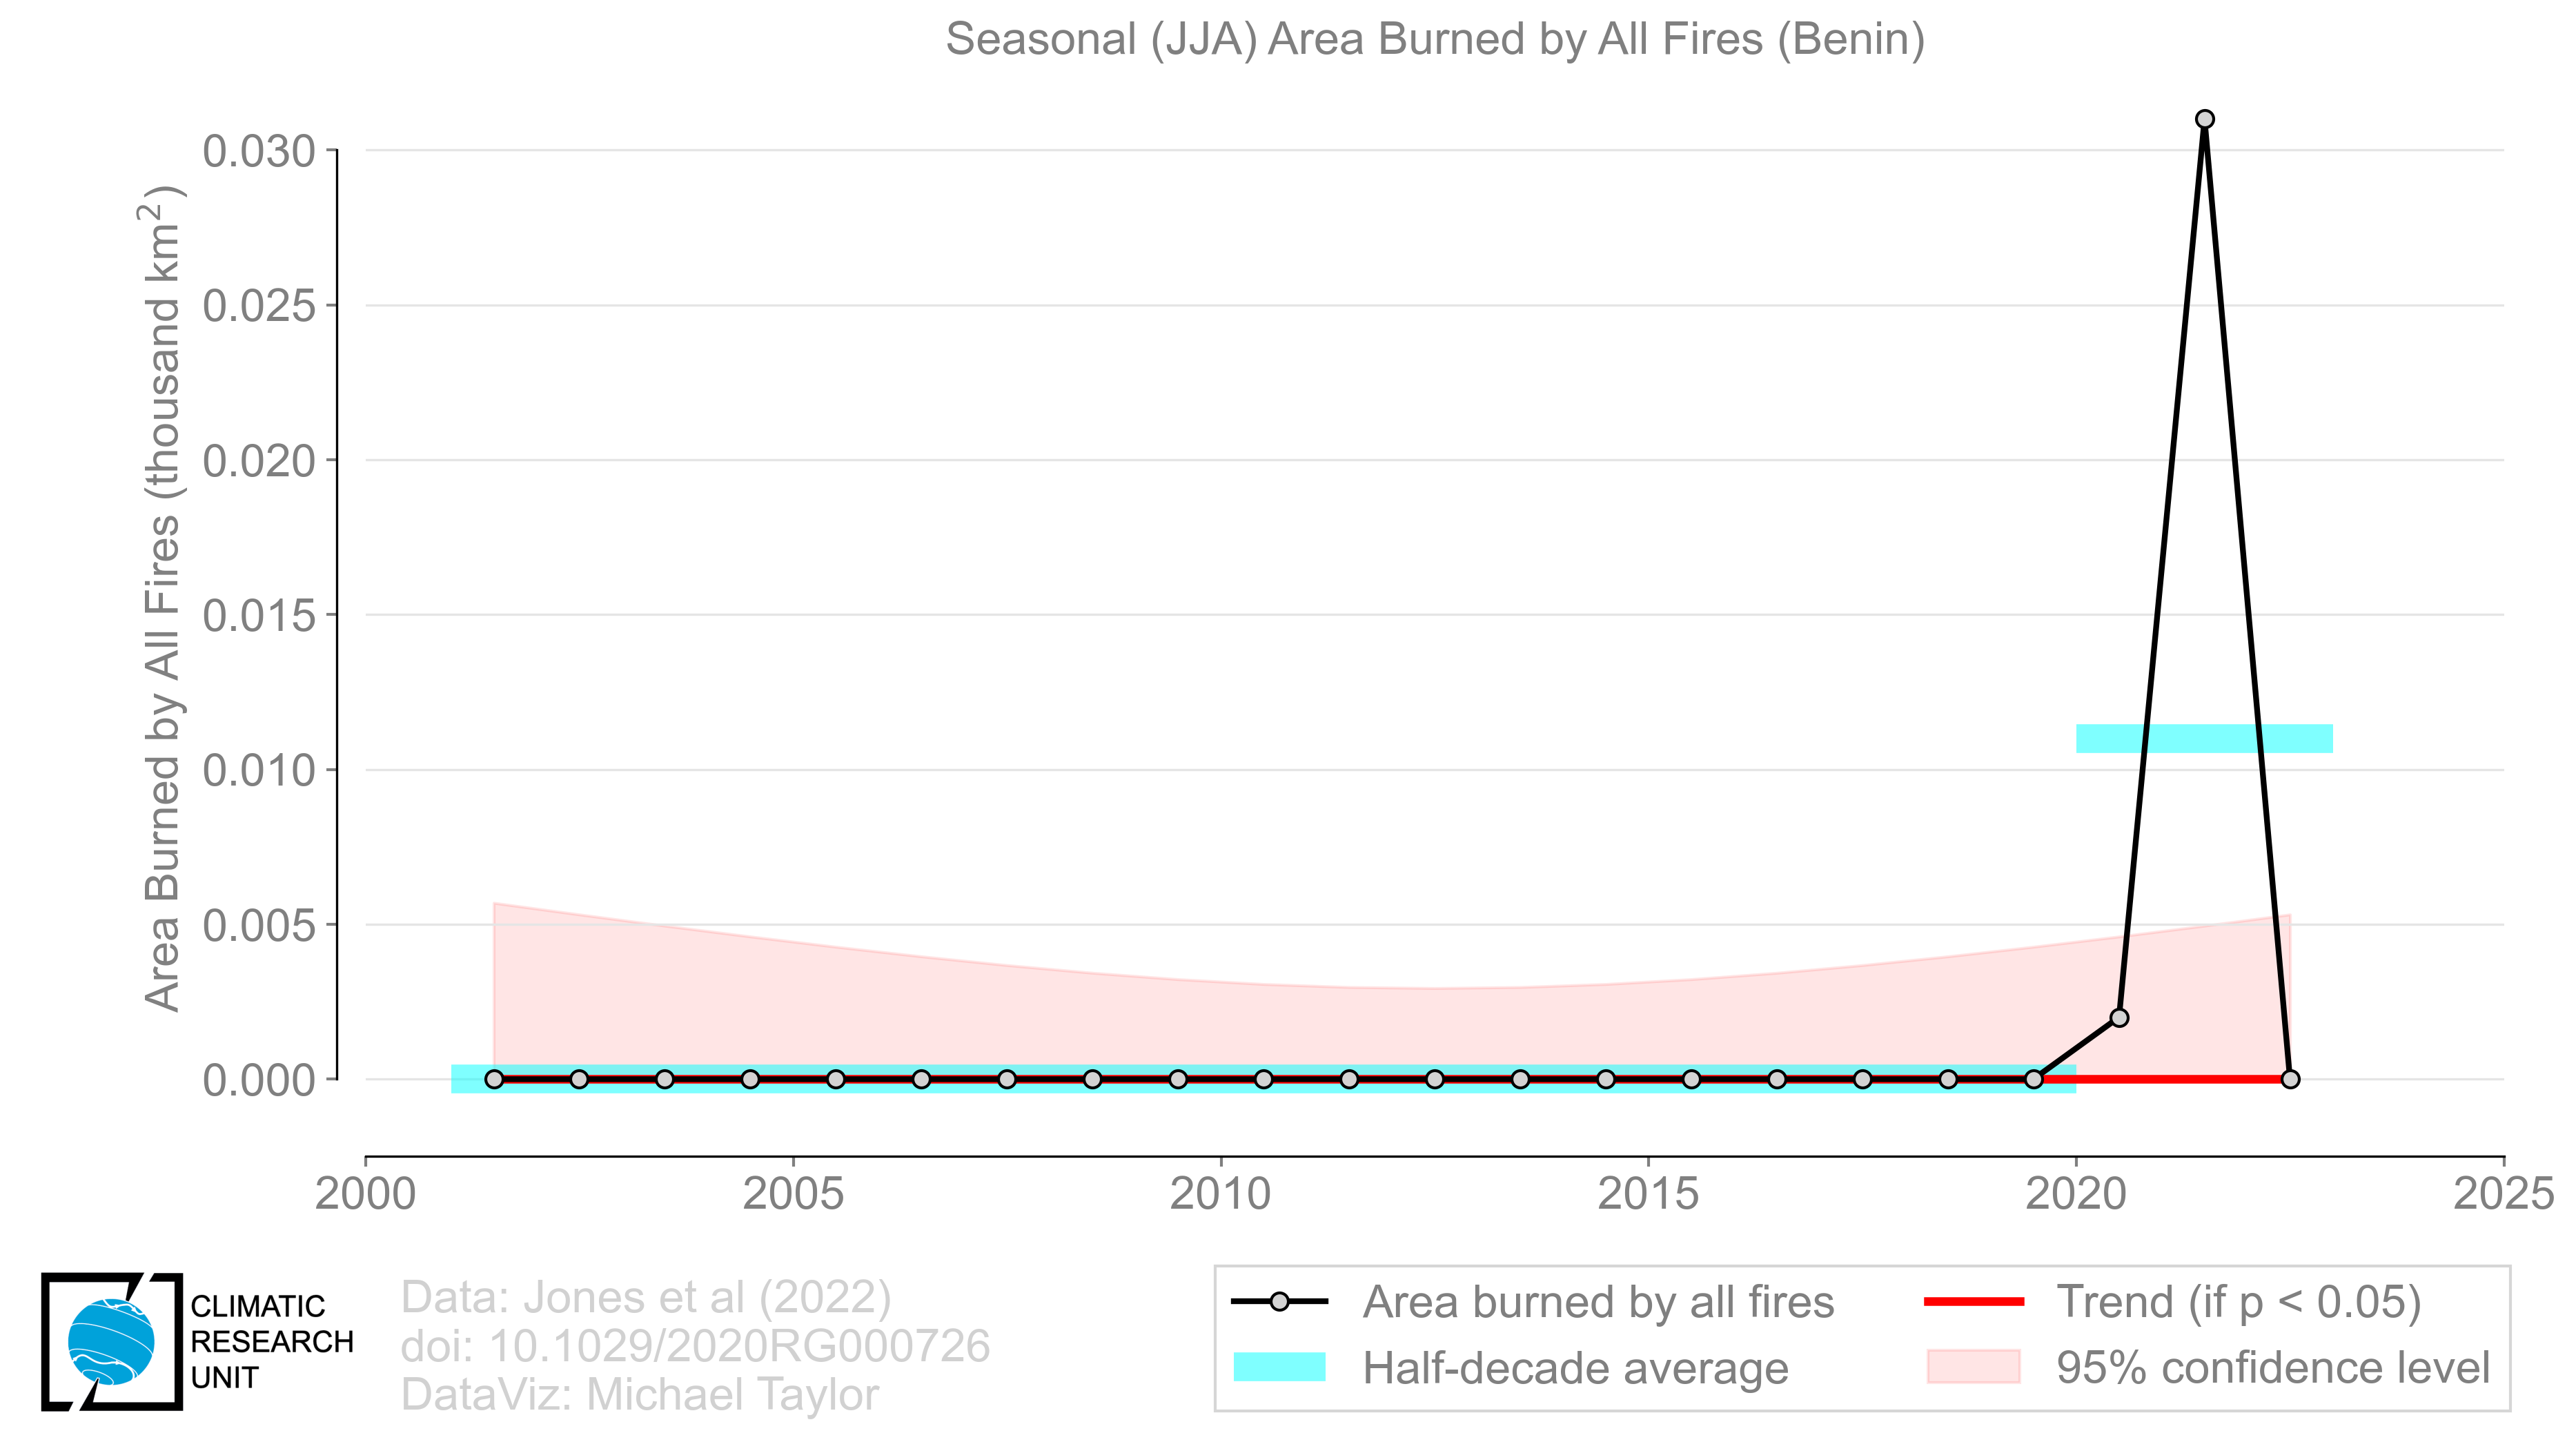 Seasonal (JJA) Area Burned by All Fires (Benin)
Area Burned by All Fires (thousand km²)
0.030
0.025
0.020
0.015
0.010
0.005
0.000
2000 2005 2010 2015 2020 2025
CLIMATIC
RESEARCH
UNIT
Data: Jones et al (2022)
doi: 10.1029/2020RG000726
DataViz: Michael Taylor
Area burned by all fires
Half-decade average
Trend (if p < 0.05)
95% confidence level